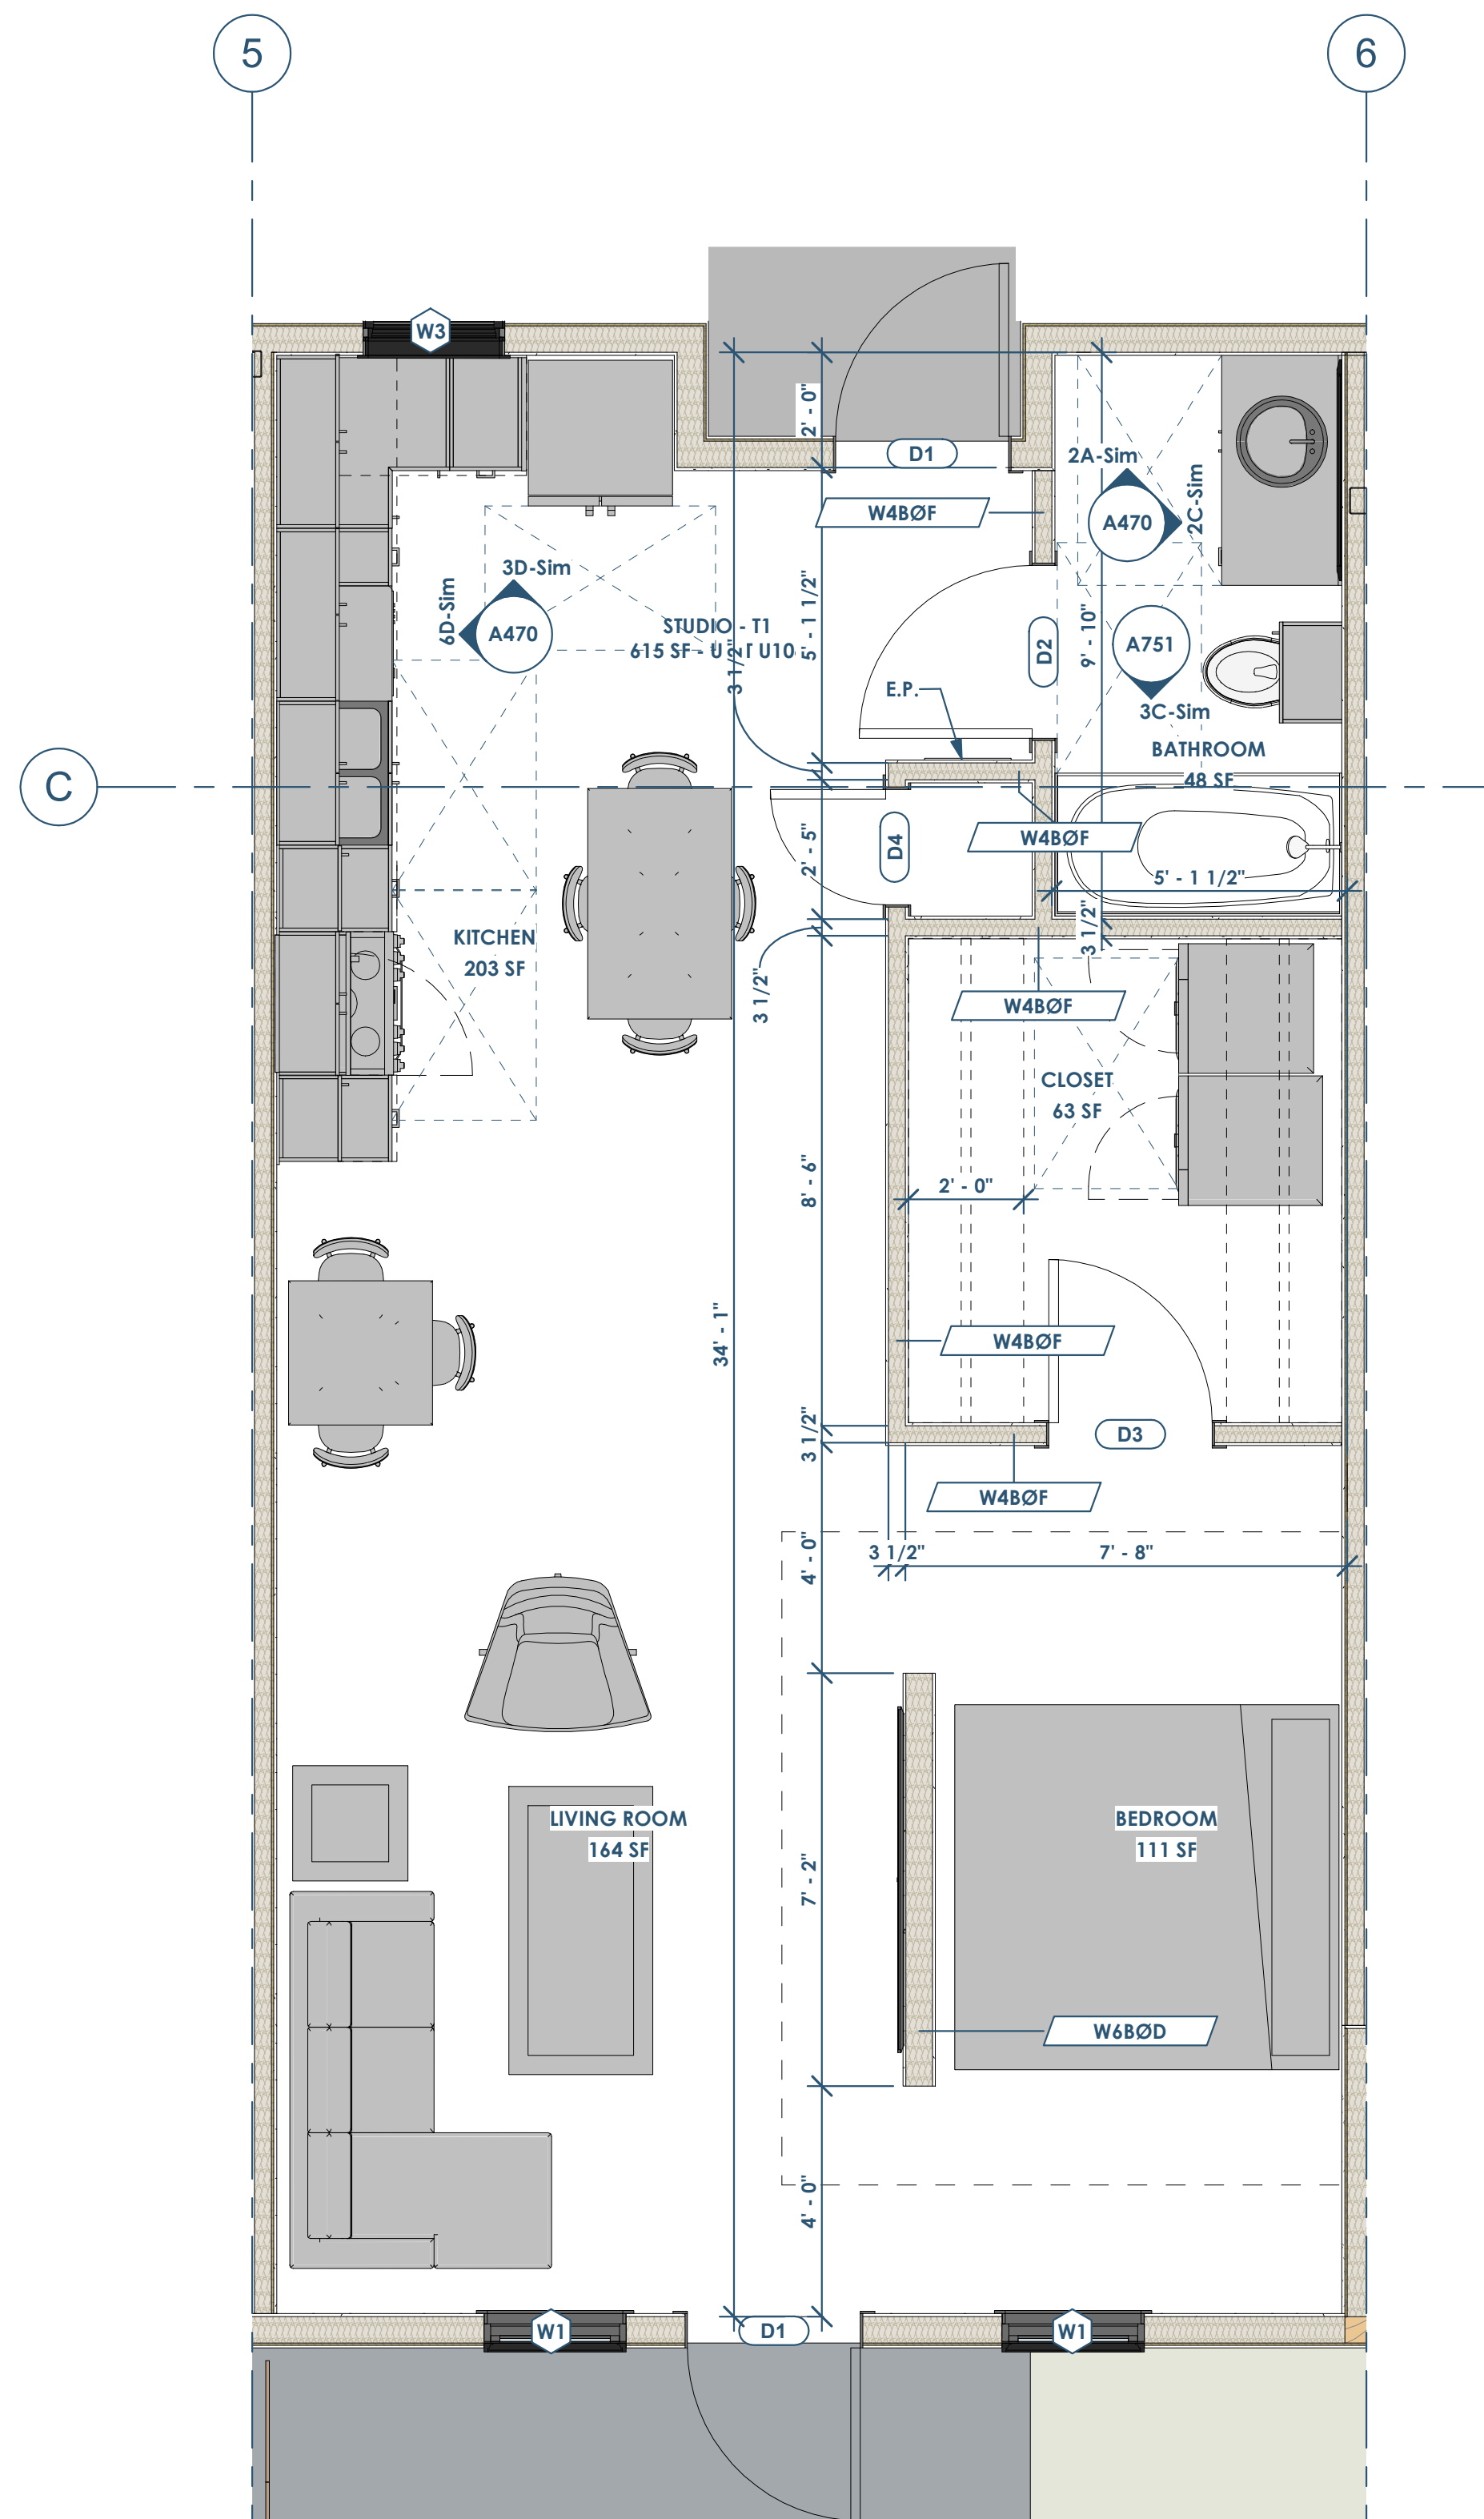 5
6
W3
2' - 0"
D1
2A-Sim
A470
2C-Sim
W4BØF
3D-Sim
6D-Sim
A470
5' - 1 1/2"
STUDIO - T1
615 SF - U
U10
3 1/2"
D2
9' - 10"
A751
3C-Sim
E.P.
BATHROOM
48 SF
C
D4
2' - 5"
W4BØF
5' - 1 1/2"
3 1/2"
KITCHEN
203 SF
3 1/2"
W4BØF
CLOSET
63 SF
8' - 6"
2' - 0"
34' - 1"
W4BØF
3 1/2"
D3
W4BØF
4' - 0"
3 1/2"
7' - 8"
LIVING ROOM
164 SF
BEDROOM
111 SF
7' - 2"
W6BØD
4' - 0"
W1
D1
W1